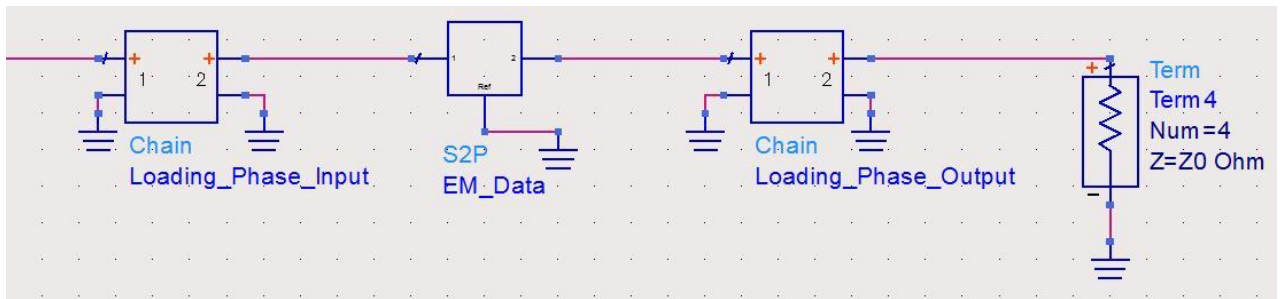 + +
1 2
Chain
Loading_Phase_Input
1 2
Ref
S2P
EM_Data
+ +
1 2
Chain
Loading_Phase_Output
+
Term
Term4
Num=4
Z=Z0 Ohm
-